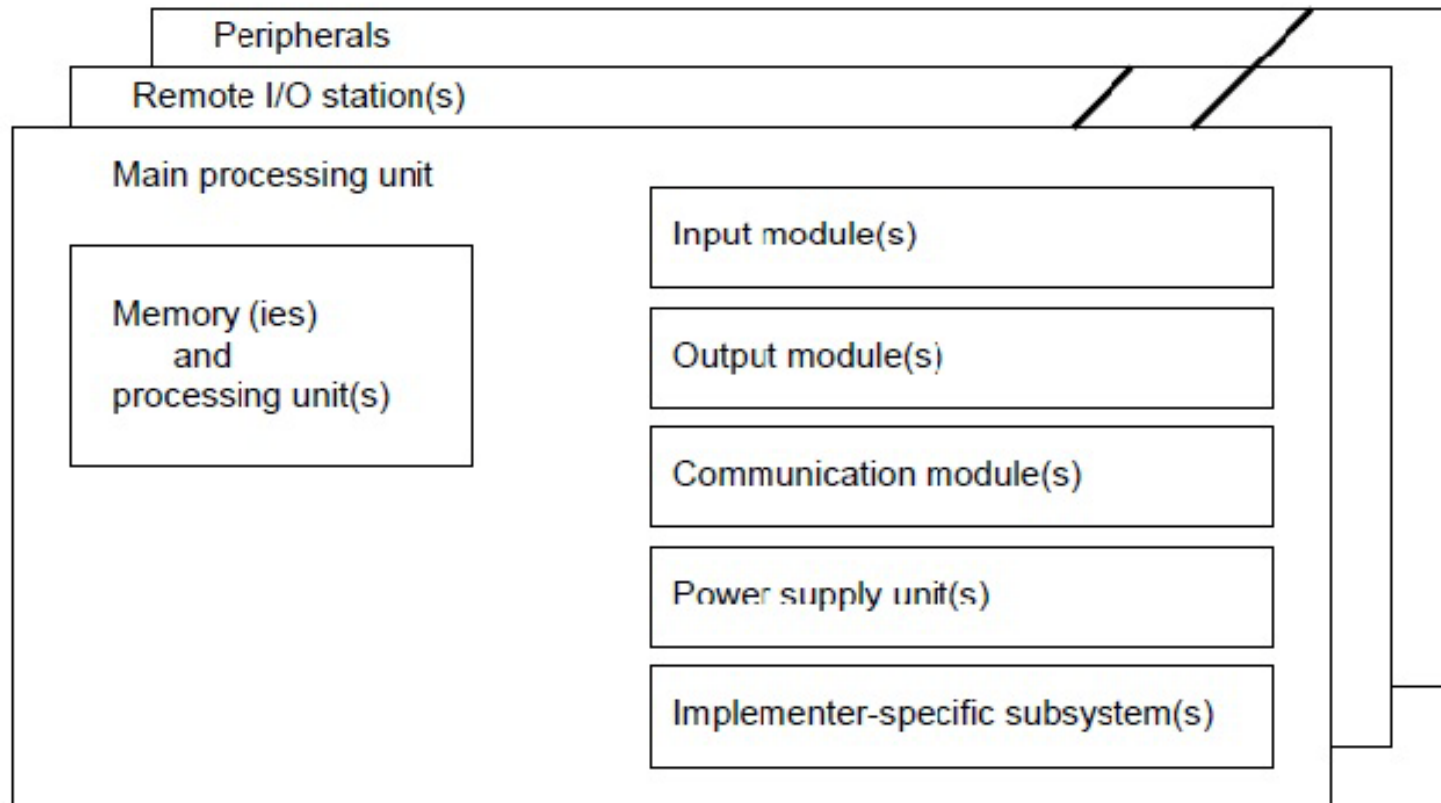 Peripherals
Remote I/O station(s)
Main processing unit
Memory (ies)
and
processing unit(s)
Input module(s)
Output module(s)
Communication module(s)
Power supply unit(s)
Implementer-specific subsystem(s)